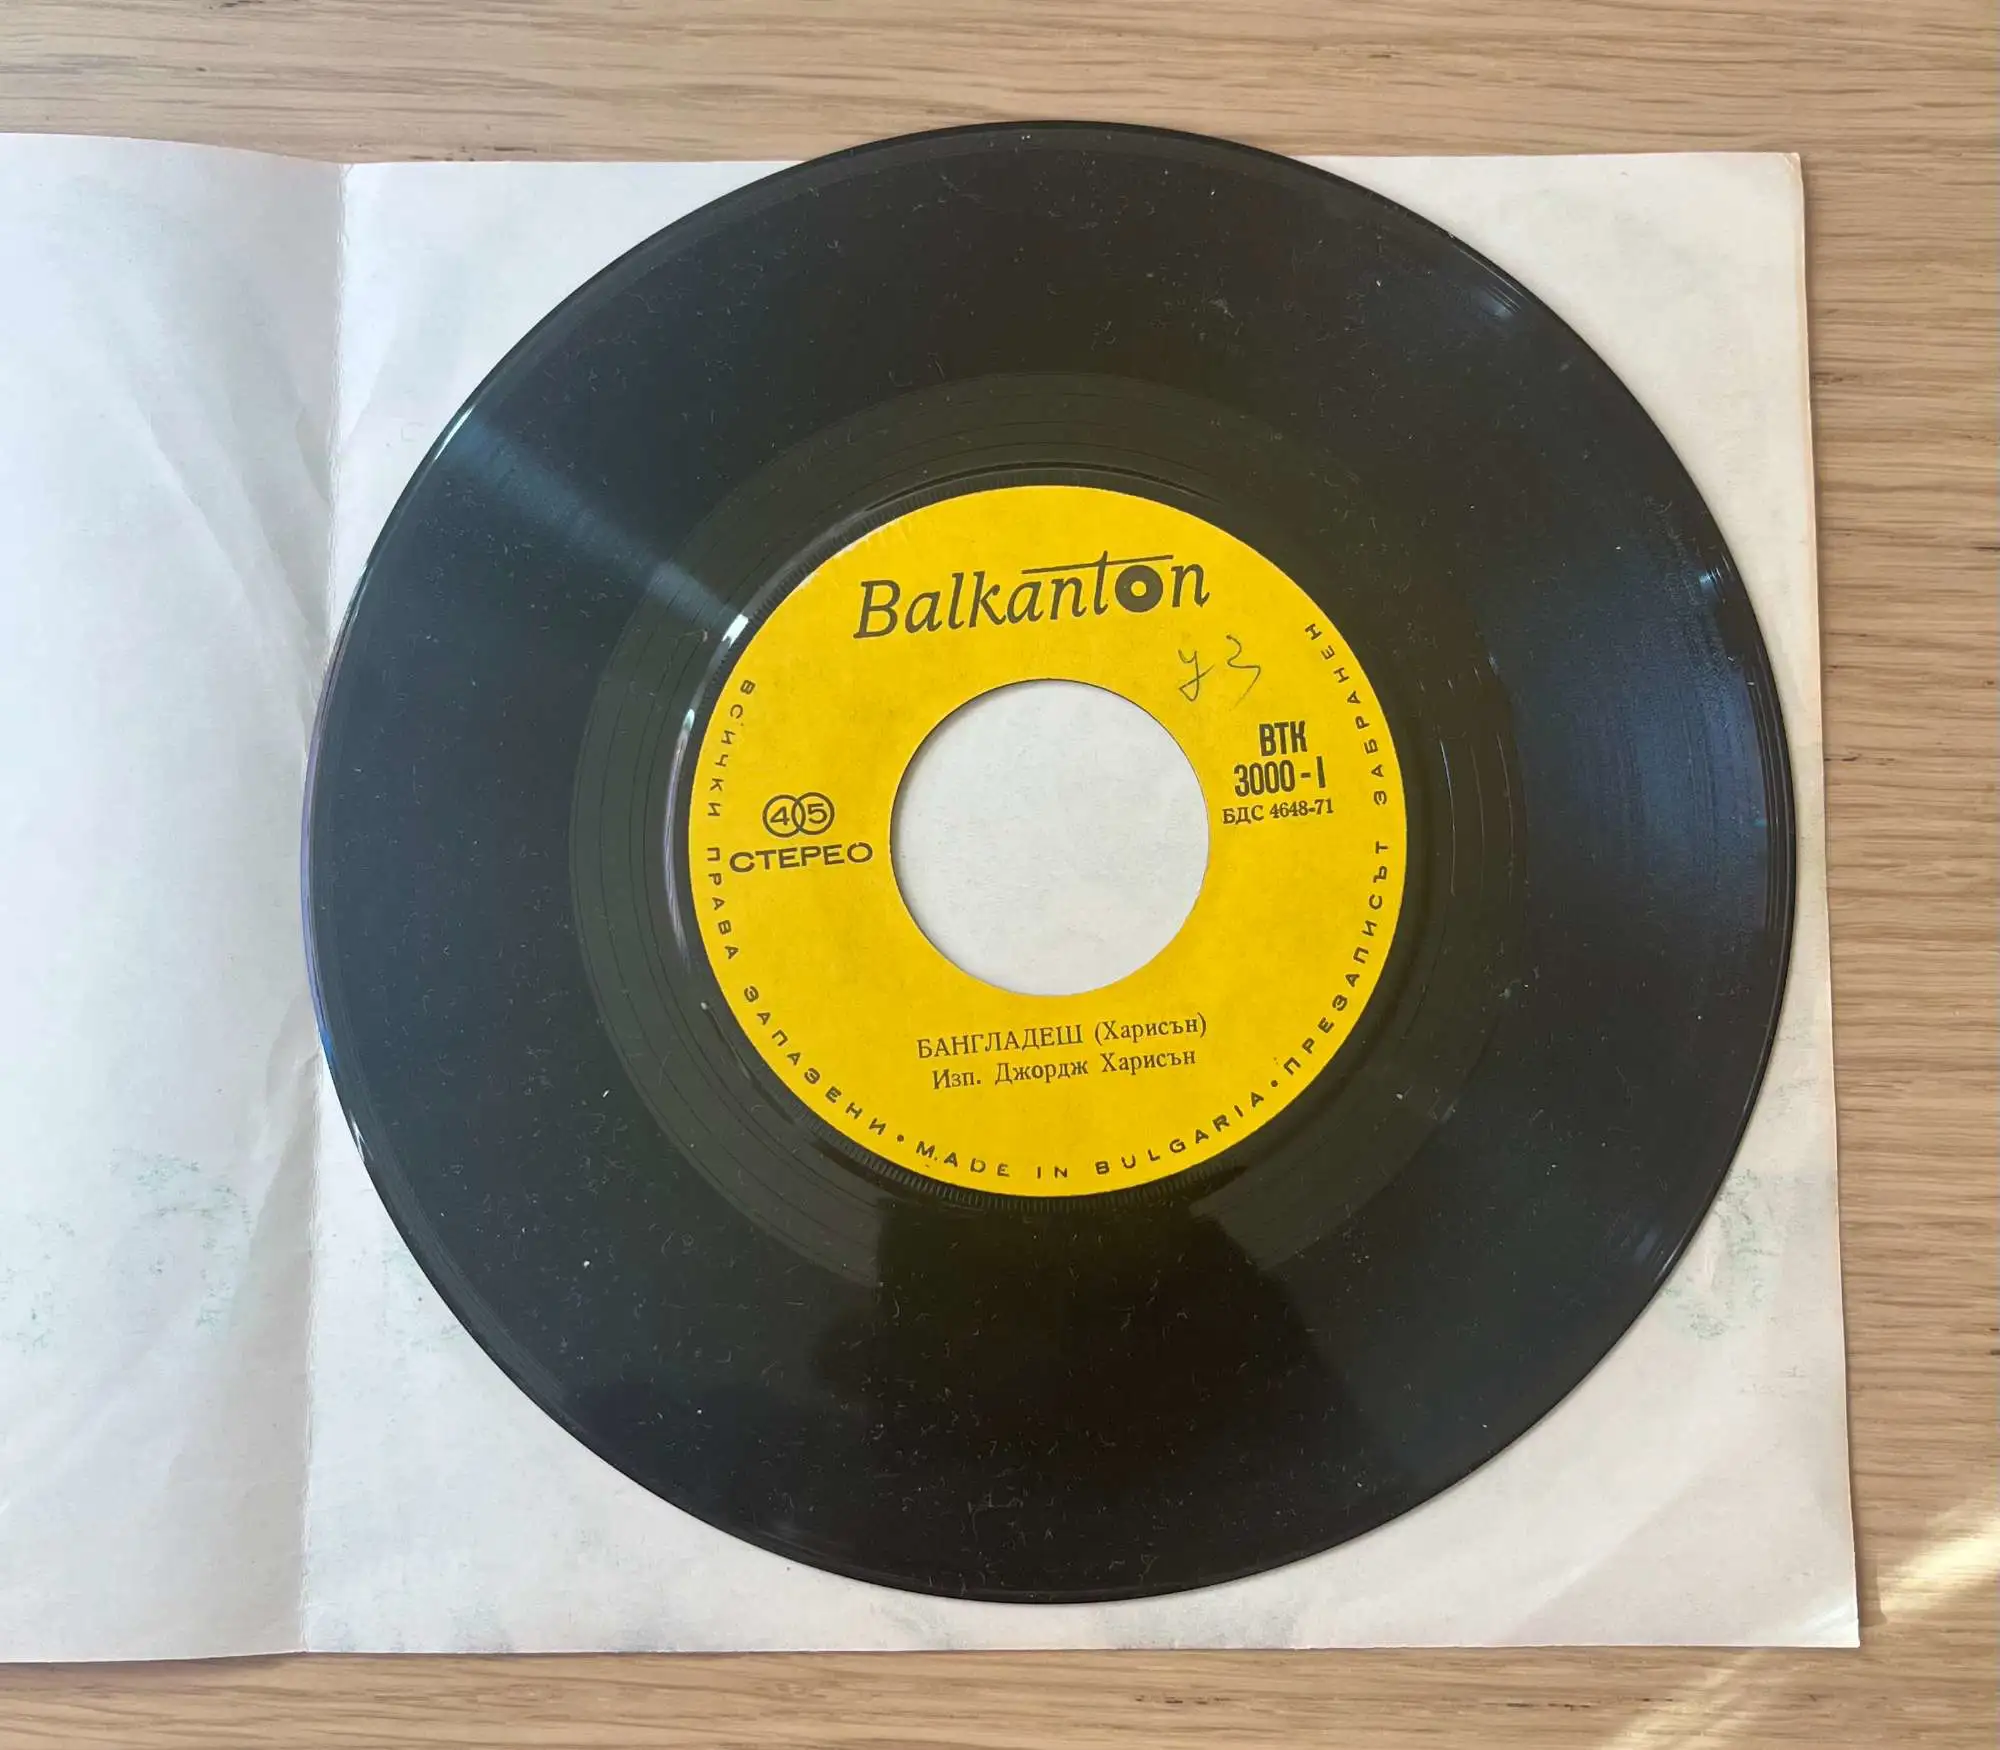 Balkanton
ВТК
3000-I
БДС 4648-71
45
СТЕРЕО
БАНГЛАДЕШ (Харисън)
Изп. Джордж Харисън
ВСИЧКИ ПРАВА ЗАПАЗЕНИ • MADE IN BULGARIA • ПРЕЗАПИСЪТ ЗАБРАНЕН